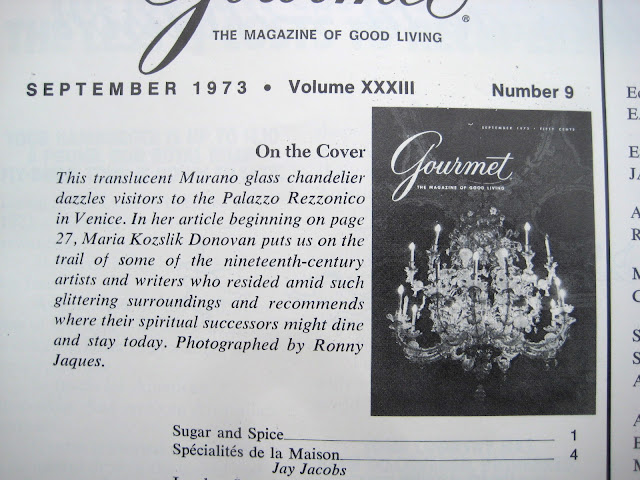 Gourmet
THE MAGAZINE OF GOOD LIVING
SEPTEMBER 1973 • Volume XXXIII Number 9
On the Cover
This translucent Murano glass chandelier
dazzles visitors to the Palazzo Rezzonico
in Venice. In her article beginning on page
27, Maria Kozslik Donovan puts us on the
trail of some of the nineteenth-century
artists and writers who resided amid such
glittering surroundings and recommends
where their spiritual successors might dine
and stay today. Photographed by Ronny
Jaques.
SEPTEMBER 1973 · FIFTY CENTS
Gourmet
THE MAGAZINE OF GOOD LIVING
Sugar and Spice 1
Spécialités de la Maison 4
Jay Jacobs